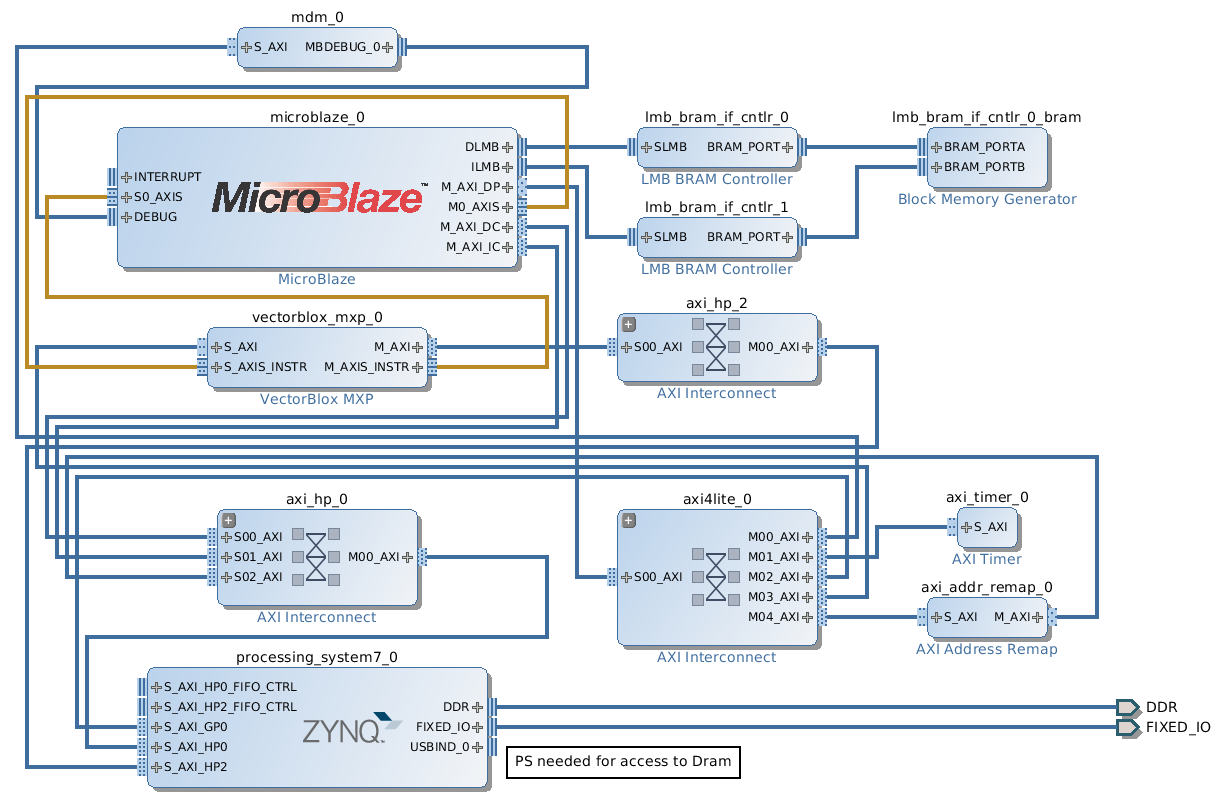 mdm_0
S_AXI MBDEBUG_0
microblaze_0
INTERRUPT
S0_AXIS
DEBUG
MicroBlaze™
DLMB
ILMB
M_AXI_DP
M0_AXIS
M_AXI_DC
M_AXI_IC
MicroBlaze
lmb_bram_if_cntlr_0
SLMB BRAM_PORT
LMB BRAM Controller
lmb_bram_if_cntlr_0_bram
BRAM_PORTA
BRAM_PORTB
Block Memory Generator
lmb_bram_if_cntlr_1
SLMB BRAM_PORT
LMB BRAM Controller
vectorblox_mxp_0
S_AXI M_AXI
S_AXIS_INSTR M_AXIS_INSTR
VectorBlox MXP
axi_hp_2
S00_AXI M00_AXI
AXI Interconnect
axi_hp_0
S00_AXI
S01_AXI M00_AXI
S02_AXI
AXI Interconnect
axi4lite_0
S00_AXI
M00_AXI
M01_AXI
M02_AXI
M03_AXI
M04_AXI
AXI Interconnect
axi_timer_0
S_AXI
AXI Timer
axi_addr_remap_0
S_AXI M_AXI
AXI Address Remap
processing_system7_0
S_AXI_HP0_FIFO_CTRL
S_AXI_HP2_FIFO_CTRL
S_AXI_GP0
S_AXI_HP0
S_AXI_HP2
ZYNQ
DDR
FIXED_IO
USBIND_0
PS needed for access to Dram
DDR
FIXED_IO